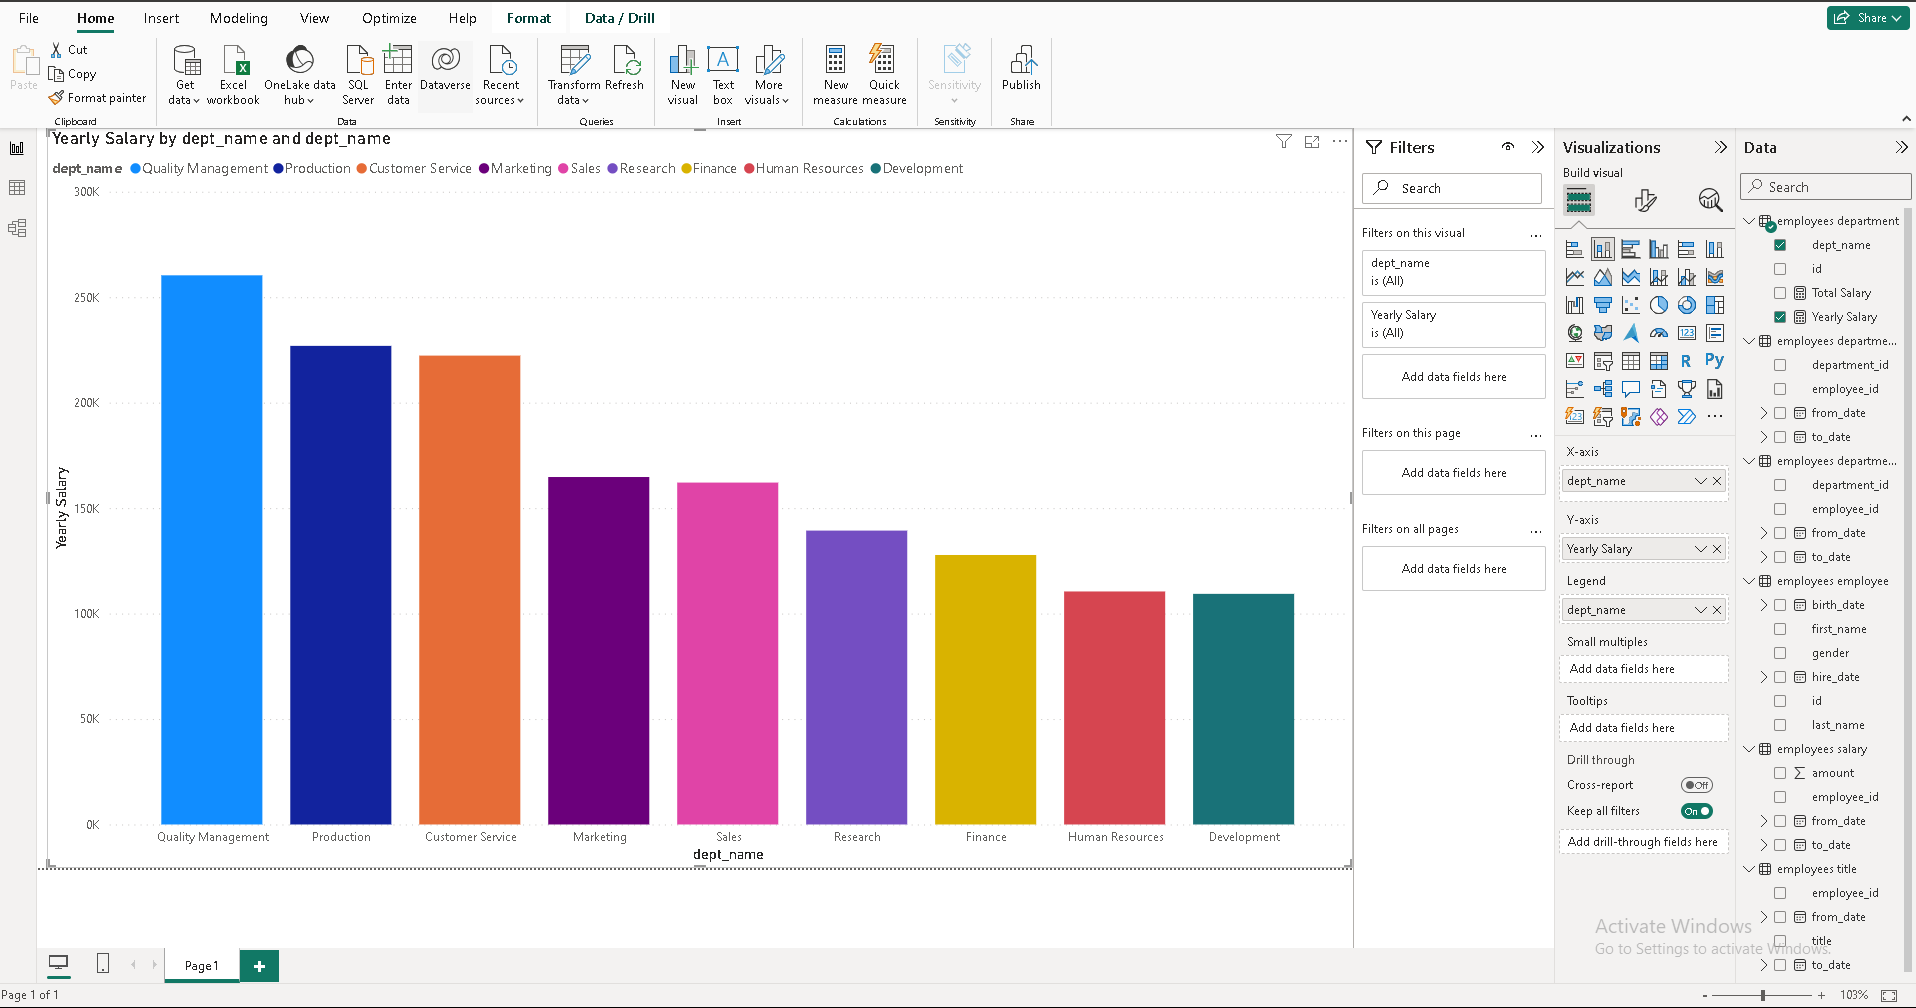 File Home Insert Modeling View Optimize Help Format Data / Drill Share
Paste Cut Copy Format painter
Clipboard
Get data Excel workbook OneLake data hub SQL Server Enter data Dataverse Recent sources
Data
Transform data Refresh
Queries
New visual Text box More visuals
Insert
New measure Quick measure
Calculations
Sensitivity
Sensitivity
Publish
Share
Yearly Salary by dept_name and dept_name
dept_name Quality Management Production Customer Service Marketing Sales Research Finance Human Resources Development
300K
250K
200K
150K
100K
50K
0K
Yearly Salary
Quality Management Production Customer Service Marketing Sales Research Finance Human Resources Development
dept_name
Filters
Search
Filters on this visual ...
dept_name
is (All)
Yearly Salary
is (All)
Add data fields here
Filters on this page ...
Add data fields here
Filters on all pages ...
Add data fields here
Visualizations
Build visual
123
R Py
123
X-axis
dept_name
Y-axis
Yearly Salary
Legend
dept_name
Small multiples
Add data fields here
Tooltips
Add data fields here
Drill through
Cross-report Off
Keep all filters On
Add drill-through fields here
Data
Search
employees department
dept_name
id
Total Salary
Yearly Salary
employees departme...
department_id
employee_id
from_date
to_date
employees departme...
department_id
employee_id
from_date
to_date
employees employee
birth_date
first_name
gender
hire_date
id
last_name
employees salary
amount
employee_id
from_date
to_date
employees title
employee_id
from_date
title
to_date
Activate Windows
Go to Settings to activate Windows.
Page1
Page 1 of 1
- + 103%